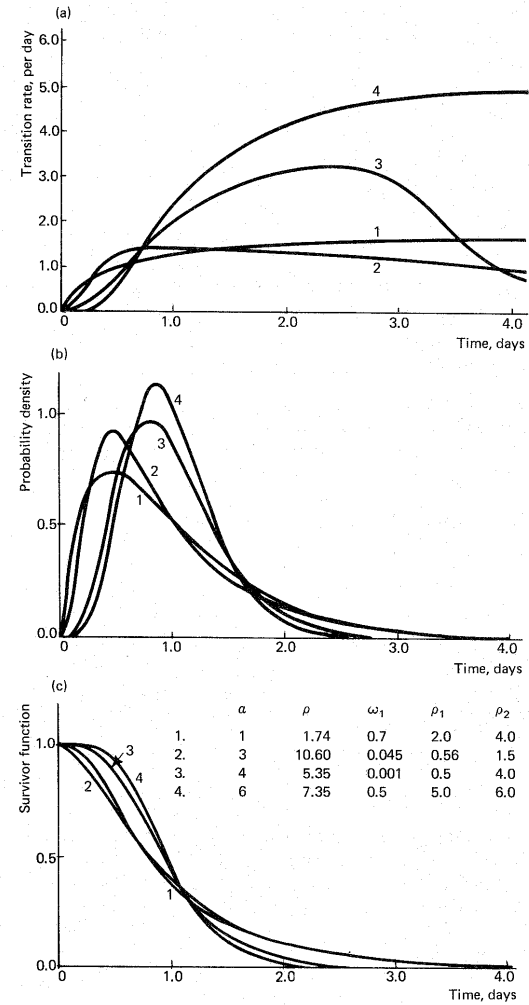 (a)
Transition rate, per day
6.0
5.0
4.0
3.0
2.0
1.0
0.0
4
3
1
2
0 1.0 2.0 3.0 4.0
Time, days
(b)
Probability density
1.0
0.5
0.0
4
3
2
1
0 1.0 2.0 3.0 4.0
Time, days
(c)
Survivor function
1.0
0.5
0.0
3
4
2
1
a ρ ω1 ρ1 ρ2
1. 1 1.74 0.7 2.0 4.0
2. 3 10.60 0.045 0.56 1.5
3. 4 5.35 0.001 0.5 4.0
4. 6 7.35 0.5 5.0 6.0
0 1.0 2.0 3.0 4.0
Time, days